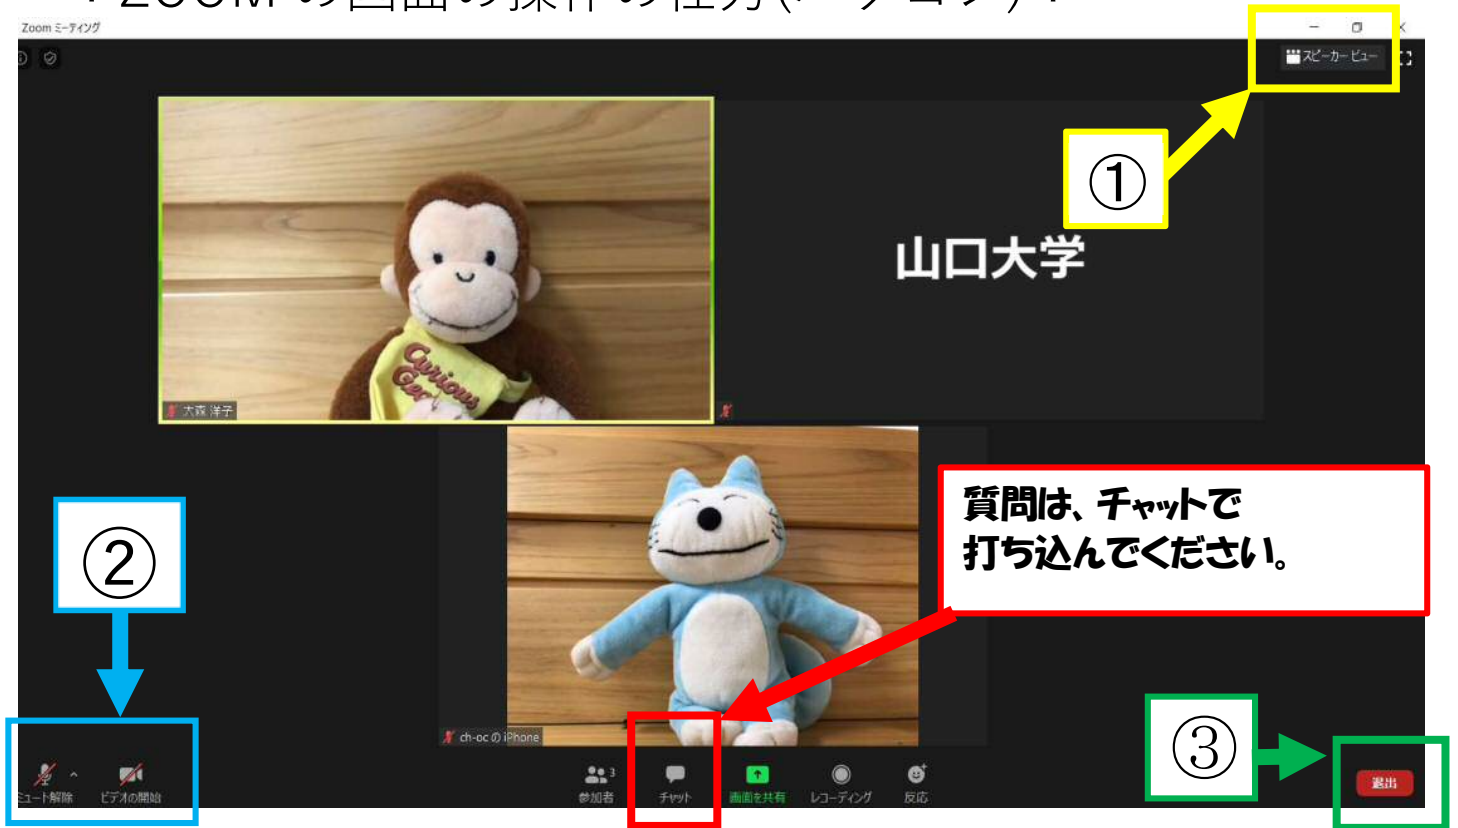 Zoom ミーティング
スピーカー ビュー
①
山口大学
Curious
大森 洋子
質問は、チャットで
打ち込んでください。
②
ch-oc の iPhone
③
ミュート解除
ビデオの開始
3
参加者
チャット
画面を共有
レコーディング
反応
退出